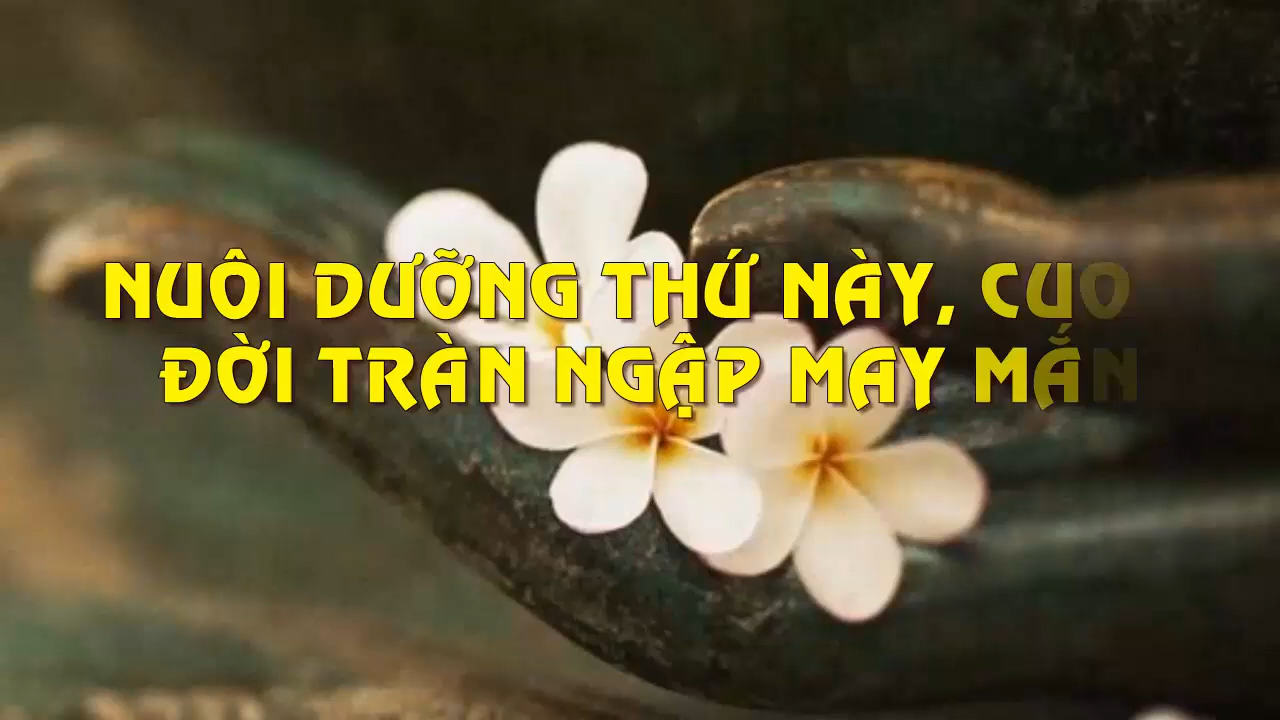 NUÔI DƯỠNG THỨ NÀY, CUO
ĐỜI TRÀN NGẬP MAY MẮN